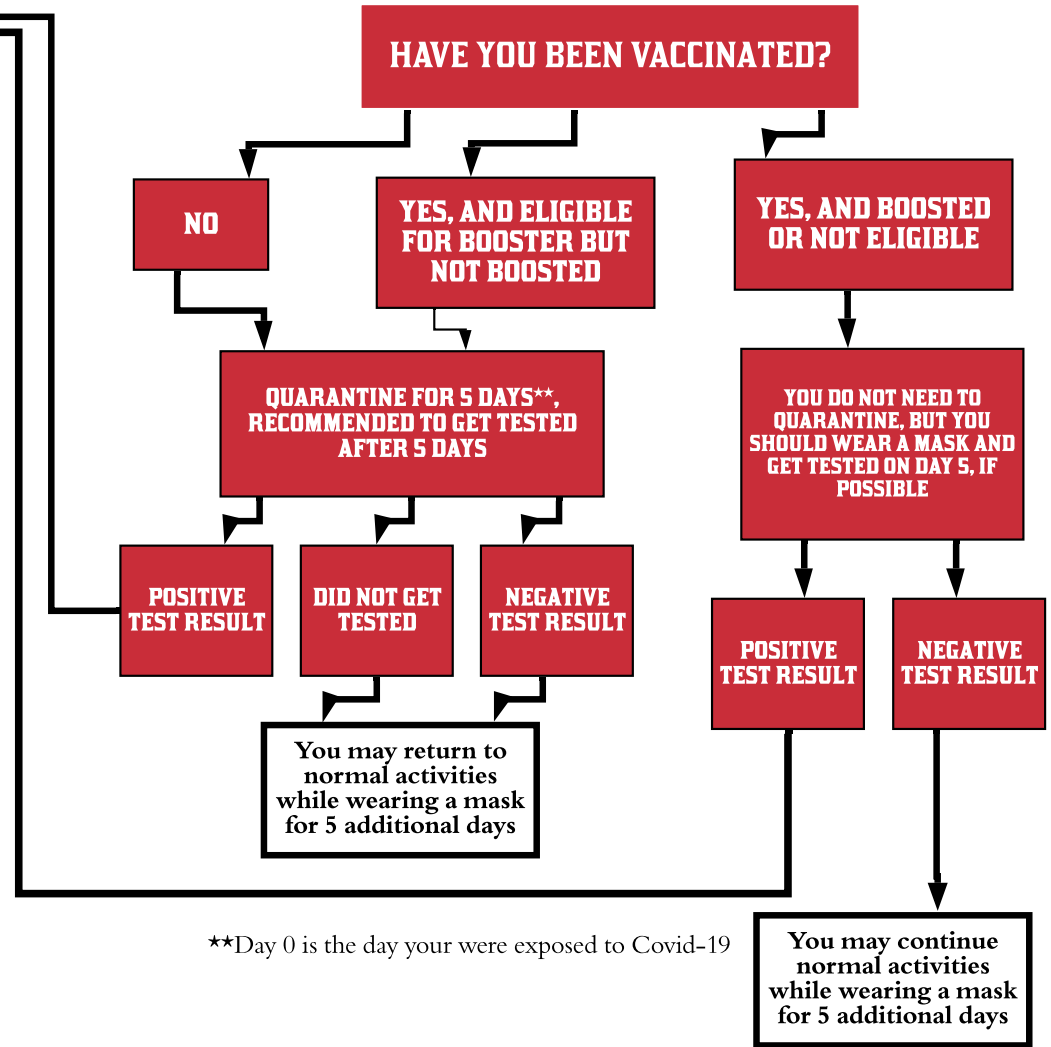 HAVE YOU BEEN VACCINATED?
NO
YES, AND ELIGIBLE
FOR BOOSTER BUT
NOT BOOSTED
YES, AND BOOSTED
OR NOT ELIGIBLE
QUARANTINE FOR 5 DAYS★★,
RECOMMENDED TO GET TESTED
AFTER 5 DAYS
YOU DO NOT NEED TO
QUARANTINE, BUT YOU
SHOULD WEAR A MASK AND
GET TESTED ON DAY 5, IF
POSSIBLE
POSITIVE
TEST RESULT
DID NOT GET
TESTED
NEGATIVE
TEST RESULT
POSITIVE
TEST RESULT
NEGATIVE
TEST RESULT
You may return to
normal activities
while wearing a mask
for 5 additional days
★★Day 0 is the day your were exposed to Covid-19
You may continue
normal activities
while wearing a mask
for 5 additional days